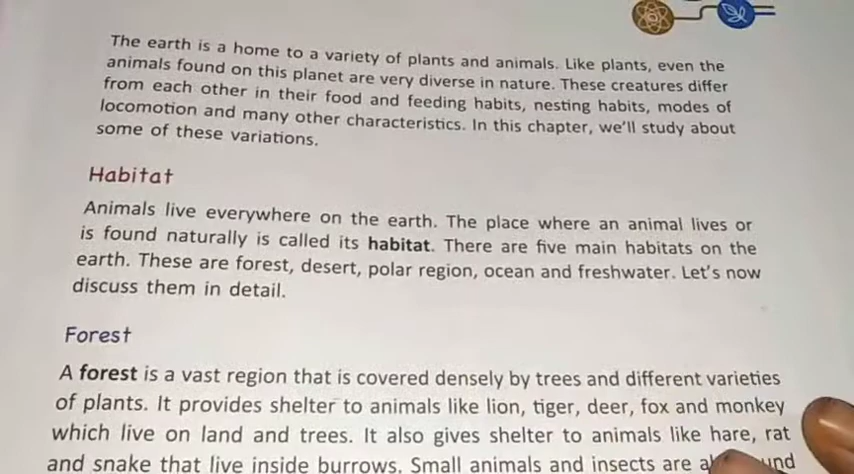 The earth is a home to a variety of plants and animals. Like plants, even the
animals found on this planet are very diverse in nature. These creatures differ
from each other in their food and feeding habits, nesting habits, modes of
locomotion and many other characteristics. In this chapter, we'll study about
some of these variations.
Habitat
Animals live everywhere on the earth. The place where an animal lives or
is found naturally is called its habitat. There are five main habitats on the
earth. These are forest, desert, polar region, ocean and freshwater. Let's now
discuss them in detail.
Forest
A forest is a vast region that is covered densely by trees and different varieties
of plants. It provides shelter to animals like lion, tiger, deer, fox and monkey
which live on land and trees. It also gives shelter to animals like hare, rat
and snake that live inside burrows. Small animals and insects are